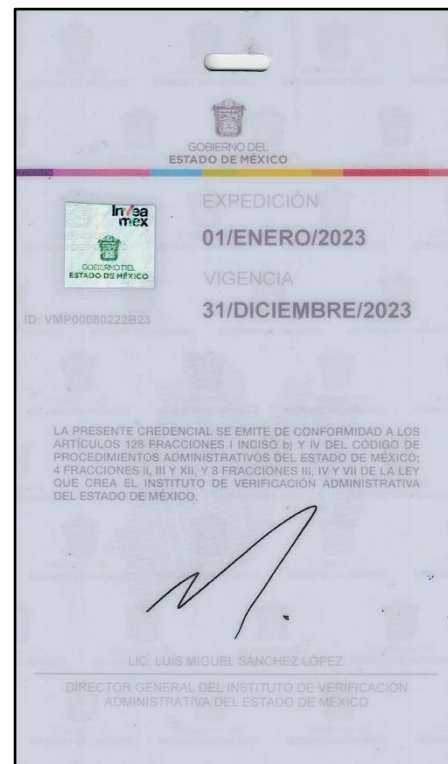 GOBIERNO DEL
ESTADO DE MÉXICO
EXPEDICIÓN
01/ENERO/2023
VIGENCIA
31/DICIEMBRE/2023
In/ea
mex
GOBIERNO DEL
ESTADO DE MÉXICO
ID: VMP00080222B23
LA PRESENTE CREDENCIAL SE EMITE DE CONFORMIDAD A LOS
ARTÍCULOS 128 FRACCIONES I INCISO b) Y IV DEL CÓDIGO DE
PROCEDIMIENTOS ADMINISTRATIVOS DEL ESTADO DE MÉXICO;
4 FRACCIONES II, III Y XII, Y 8 FRACCIONES III, IV Y VII DE LA LEY
QUE CREA EL INSTITUTO DE VERIFICACIÓN ADMINISTRATIVA
DEL ESTADO DE MÉXICO.
LIC. LUIS MIGUEL SÁNCHEZ LÓPEZ
DIRECTOR GENERAL DEL INSTITUTO DE VERIFICACIÓN
ADMINISTRATIVA DEL ESTADO DE MÉXICO